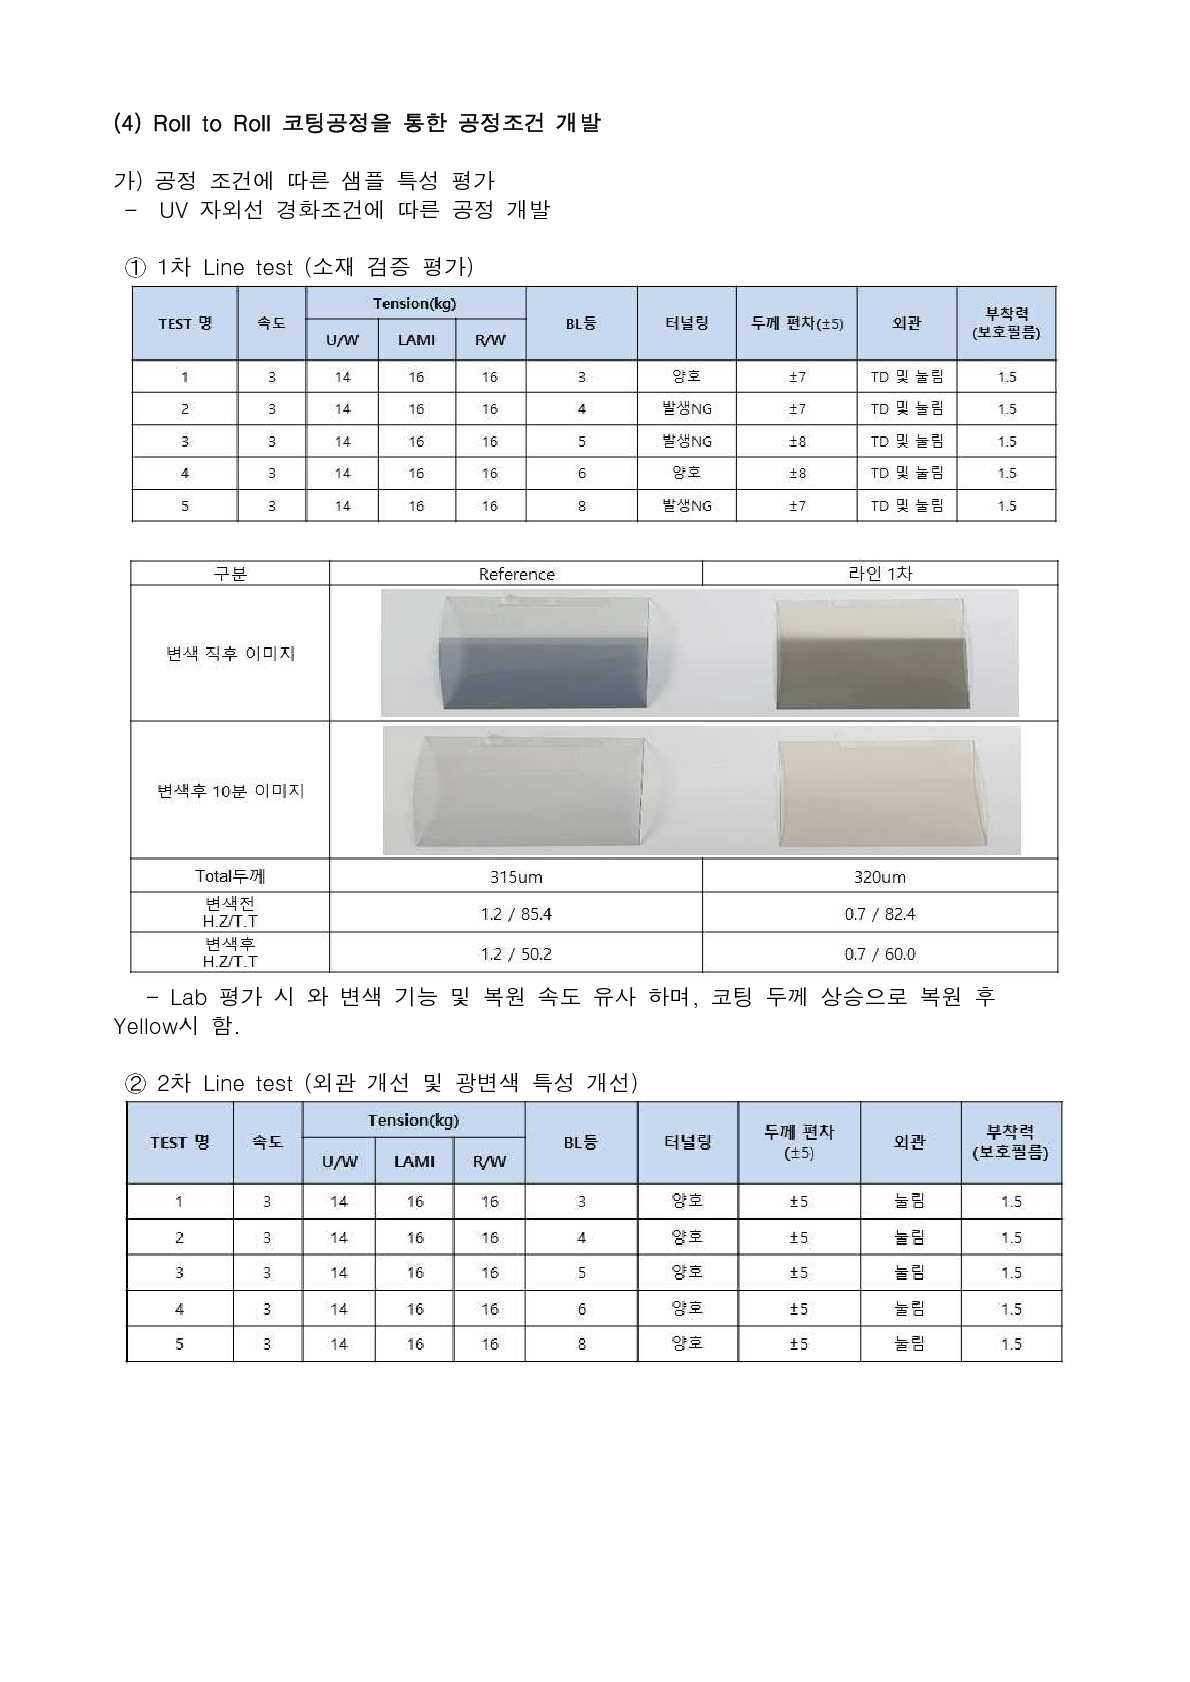 (4) Roll to Roll 코팅공정을 통한 공정조건 개발
가) 공정 조건에 따른 샘플 특성 평가
- UV 자외선 경화조건에 따른 공정 개발
① 1차 Line test (소재 검증 평가)
TEST 명 속도 Tension(kg) BL등 터널링 두께 편차(±5) 외관 부착력 (보호필름)
U/W LAMI R/W
1 3 14 16 16 3 양호 ±7 TD 및 눌림 1.5
2 3 14 16 16 4 발생NG ±7 TD 및 눌림 1.5
3 3 14 16 16 5 발생NG ±8 TD 및 눌림 1.5
4 3 14 16 16 6 양호 ±8 TD 및 눌림 1.5
5 3 14 16 16 8 발생NG ±7 TD 및 눌림 1.5
구분 Reference 라인 1차
변색 직후 이미지
변색후 10분 이미지
Total두께 315um 320um
변색전 H.Z/T.T 1.2 / 85.4 0.7 / 82.4
변색후 H.Z/T.T 1.2 / 50.2 0.7 / 60.0
- Lab 평가 시 와 변색 기능 및 복원 속도 유사 하며, 코팅 두께 상승으로 복원 후
Yellow시 함.
② 2차 Line test (외관 개선 및 광변색 특성 개선)
TEST 명 속도 Tension(kg) BL등 터널링 두께 편차 (±5) 외관 부착력 (보호필름)
U/W LAMI R/W
1 3 14 16 16 3 양호 ±5 눌림 1.5
2 3 14 16 16 4 양호 ±5 눌림 1.5
3 3 14 16 16 5 양호 ±5 눌림 1.5
4 3 14 16 16 6 양호 ±5 눌림 1.5
5 3 14 16 16 8 양호 ±5 눌림 1.5